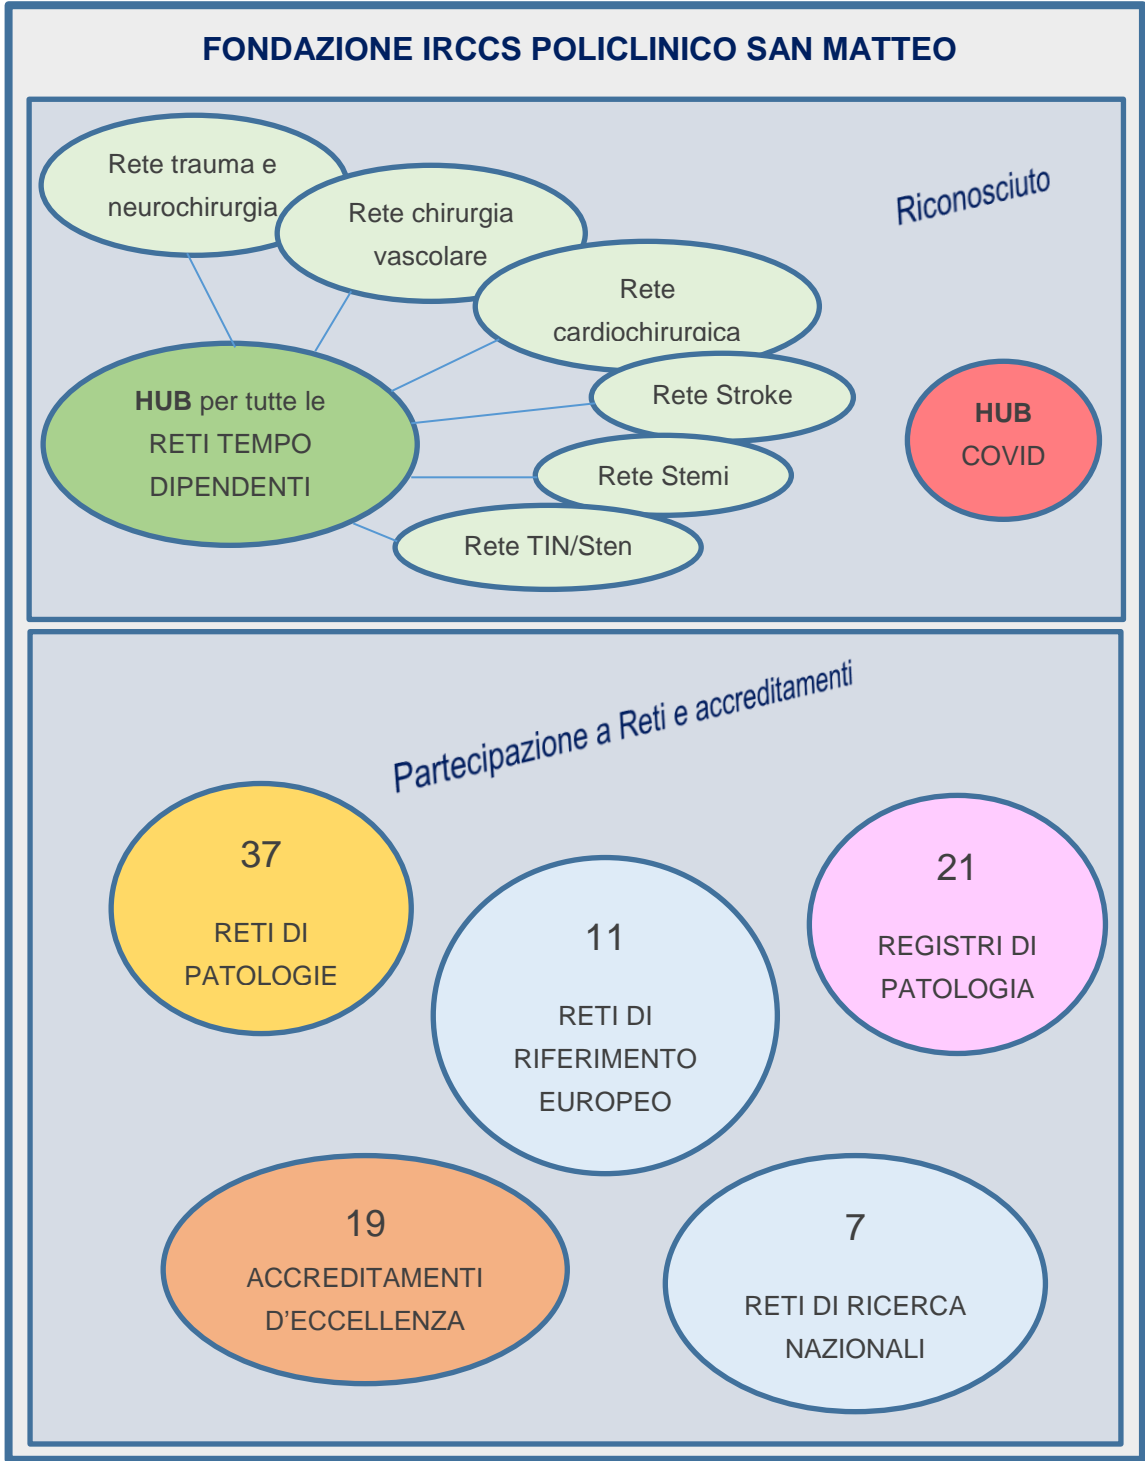 FONDAZIONE IRCCS POLICLINICO SAN MATTEO
Riconosciuto
Rete trauma e
neurochirurgia
Rete chirurgia
vascolare
Rete
cardiochirurgica
Rete Stroke
Rete Stemi
Rete TIN/Sten
HUB per tutte le
RETI TEMPO
DIPENDENTI
HUB
COVID
Partecipazione a Reti e accreditamenti
37
RETI DI
PATOLOGIE
11
RETI DI
RIFERIMENTO
EUROPEO
21
REGISTRI DI
PATOLOGIA
19
ACCREDITAMENTI
D’ECCELLENZA
7
RETI DI RICERCA
NAZIONALI